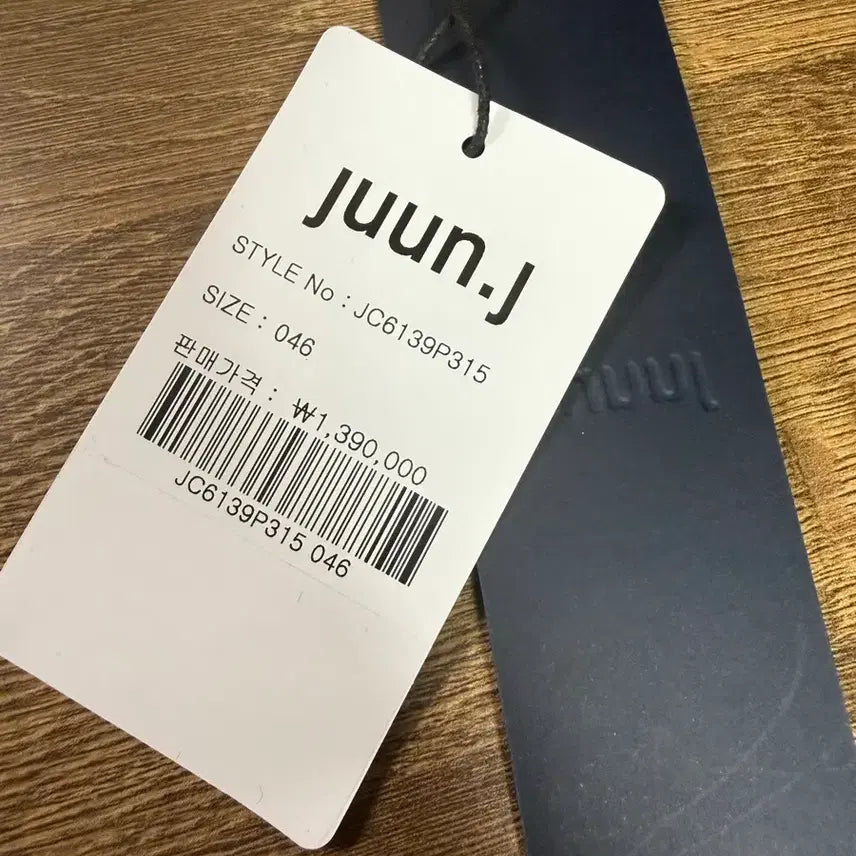 juun.j
STYLE No : JC6139P315
SIZE : 046
판매가격 : ₩1,390,000
JC6139P315 046
juun